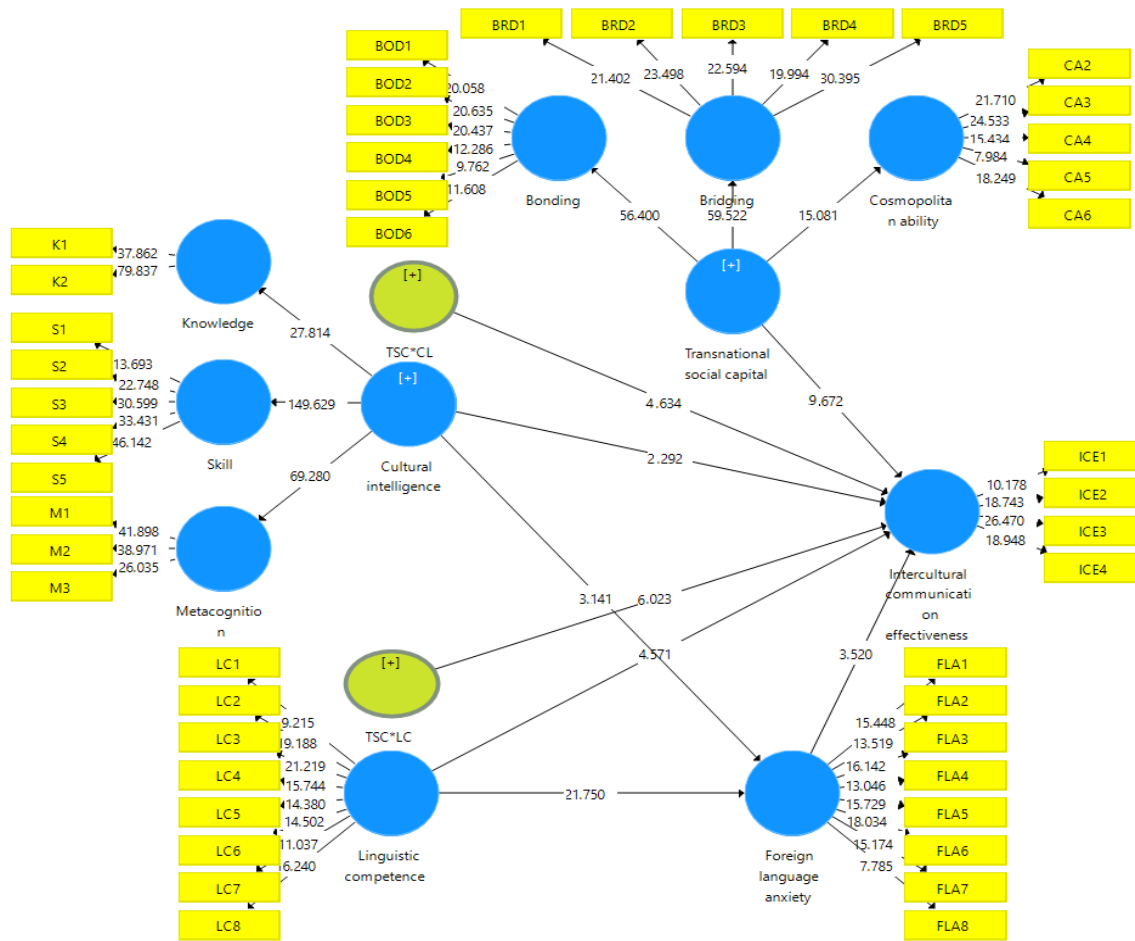 BRD1
BRD2
BRD3
BRD4
BRD5
BOD1
BOD2
BOD3
BOD4
BOD5
BOD6
20.058
20.635
20.437
12.286
9.762
11.608
21.402
23.498
22.594
19.994
30.395
CA2
CA3
CA4
CA5
CA6
21.710
24.533
15.434
7.984
18.249
Bonding
Bridging
Cosmopolita
n ability
56.400
59.522
15.081
[+]
Transnational
social capital
K1
K2
37.862
79.837
Knowledge
S1
S2
S3
S4
S5
13.693
22.748
30.599
33.431
46.142
Skill
M1
M2
M3
41.898
38.971
26.035
Metacognitio
n
27.814
149.629
69.280
[+]
TSC*CL
[+]
Cultural
intelligence
4.634
9.672
2.292
3.141
6.023
4.571
3.520
ICE1
ICE2
ICE3
ICE4
10.178
18.743
26.470
18.948
Intercultural
communicati
on
effectiveness
[+]
TSC*LC
LC1
LC2
LC3
LC4
LC5
LC6
LC7
LC8
9.215
19.188
21.219
15.744
14.380
14.502
11.037
16.240
Linguistic
competence
21.750
Foreign
language
anxiety
FLA1
FLA2
FLA3
FLA4
FLA5
FLA6
FLA7
FLA8
15.448
13.519
16.142
13.046
15.729
18.034
15.174
7.785